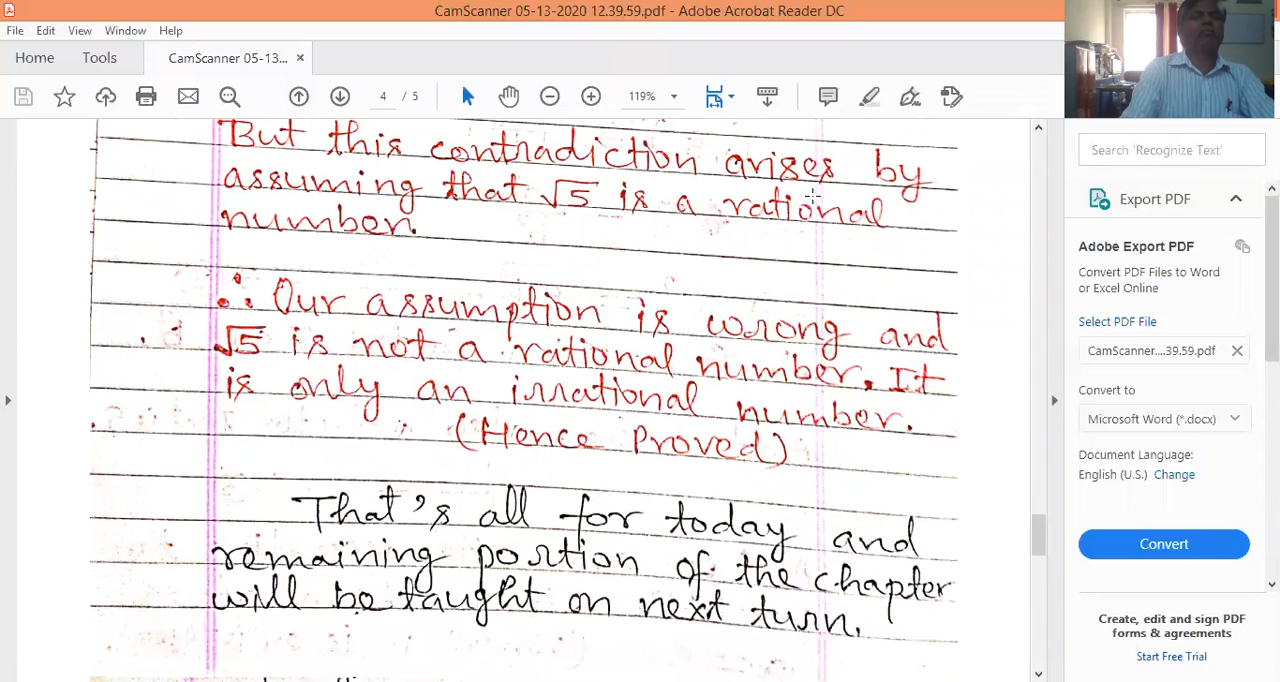 CamScanner 05-13-2020 12.39.59.pdf - Adobe Acrobat Reader DC
File Edit View Window Help
Home Tools CamScanner 05-13... ×
4 / 5 119%
But this contradiction arises by
assuming that √5 is a rational
number.
∴ Our assumption is wrong and
√5 is not a rational number. It
is only an irrational number.
(Hence Proved)
That's all for today and
remaining portion of the chapter
will be taught on next turn.
Search 'Recognize Text'
Export PDF
Adobe Export PDF
Convert PDF Files to Word
or Excel Online
Select PDF File
CamScanner....39.59.pdf
Convert to
Microsoft Word (*.docx)
Document Language:
English (U.S.) Change
Convert
Create, edit and sign PDF
forms & agreements
Start Free Trial